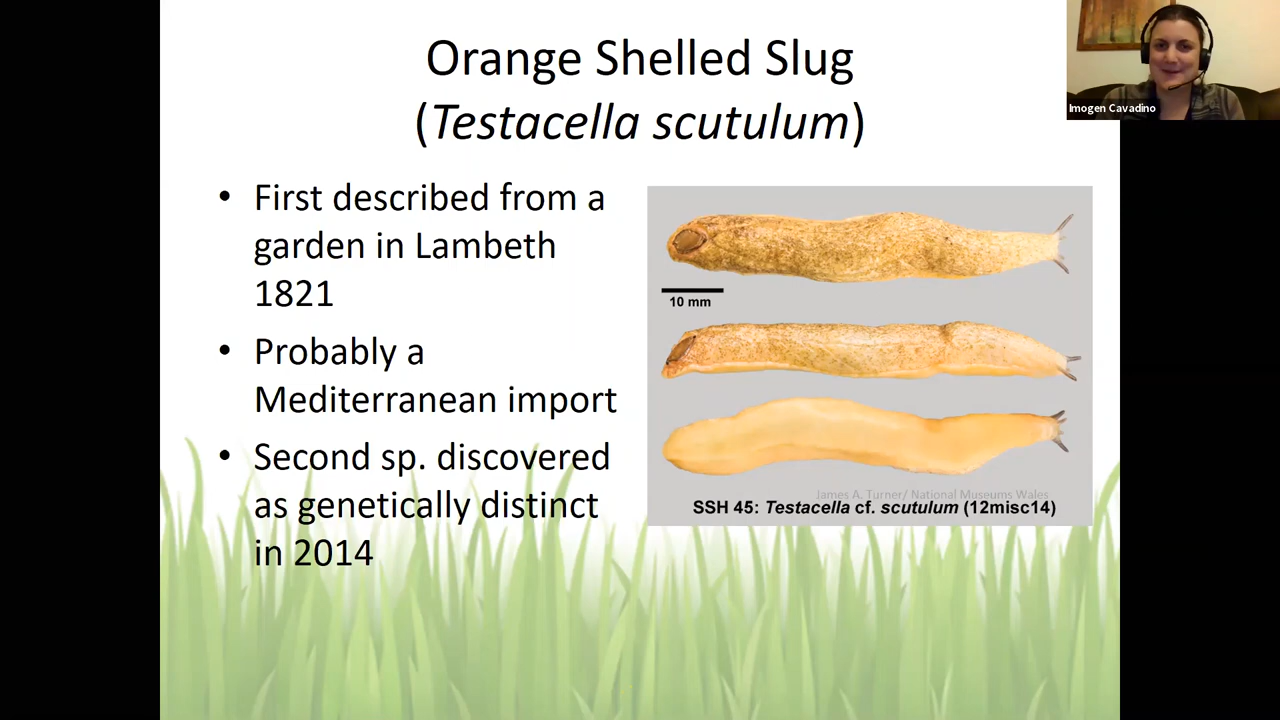 Orange Shelled Slug
(Testacella scutulum)
Imogen Cavadino
• First described from a
garden in Lambeth
1821
• Probably a
Mediterranean import
• Second sp. discovered
as genetically distinct
in 2014
10 mm
James A. Turner/ National Museums Wales
SSH 45: Testacella cf. scutulum (12misc14)